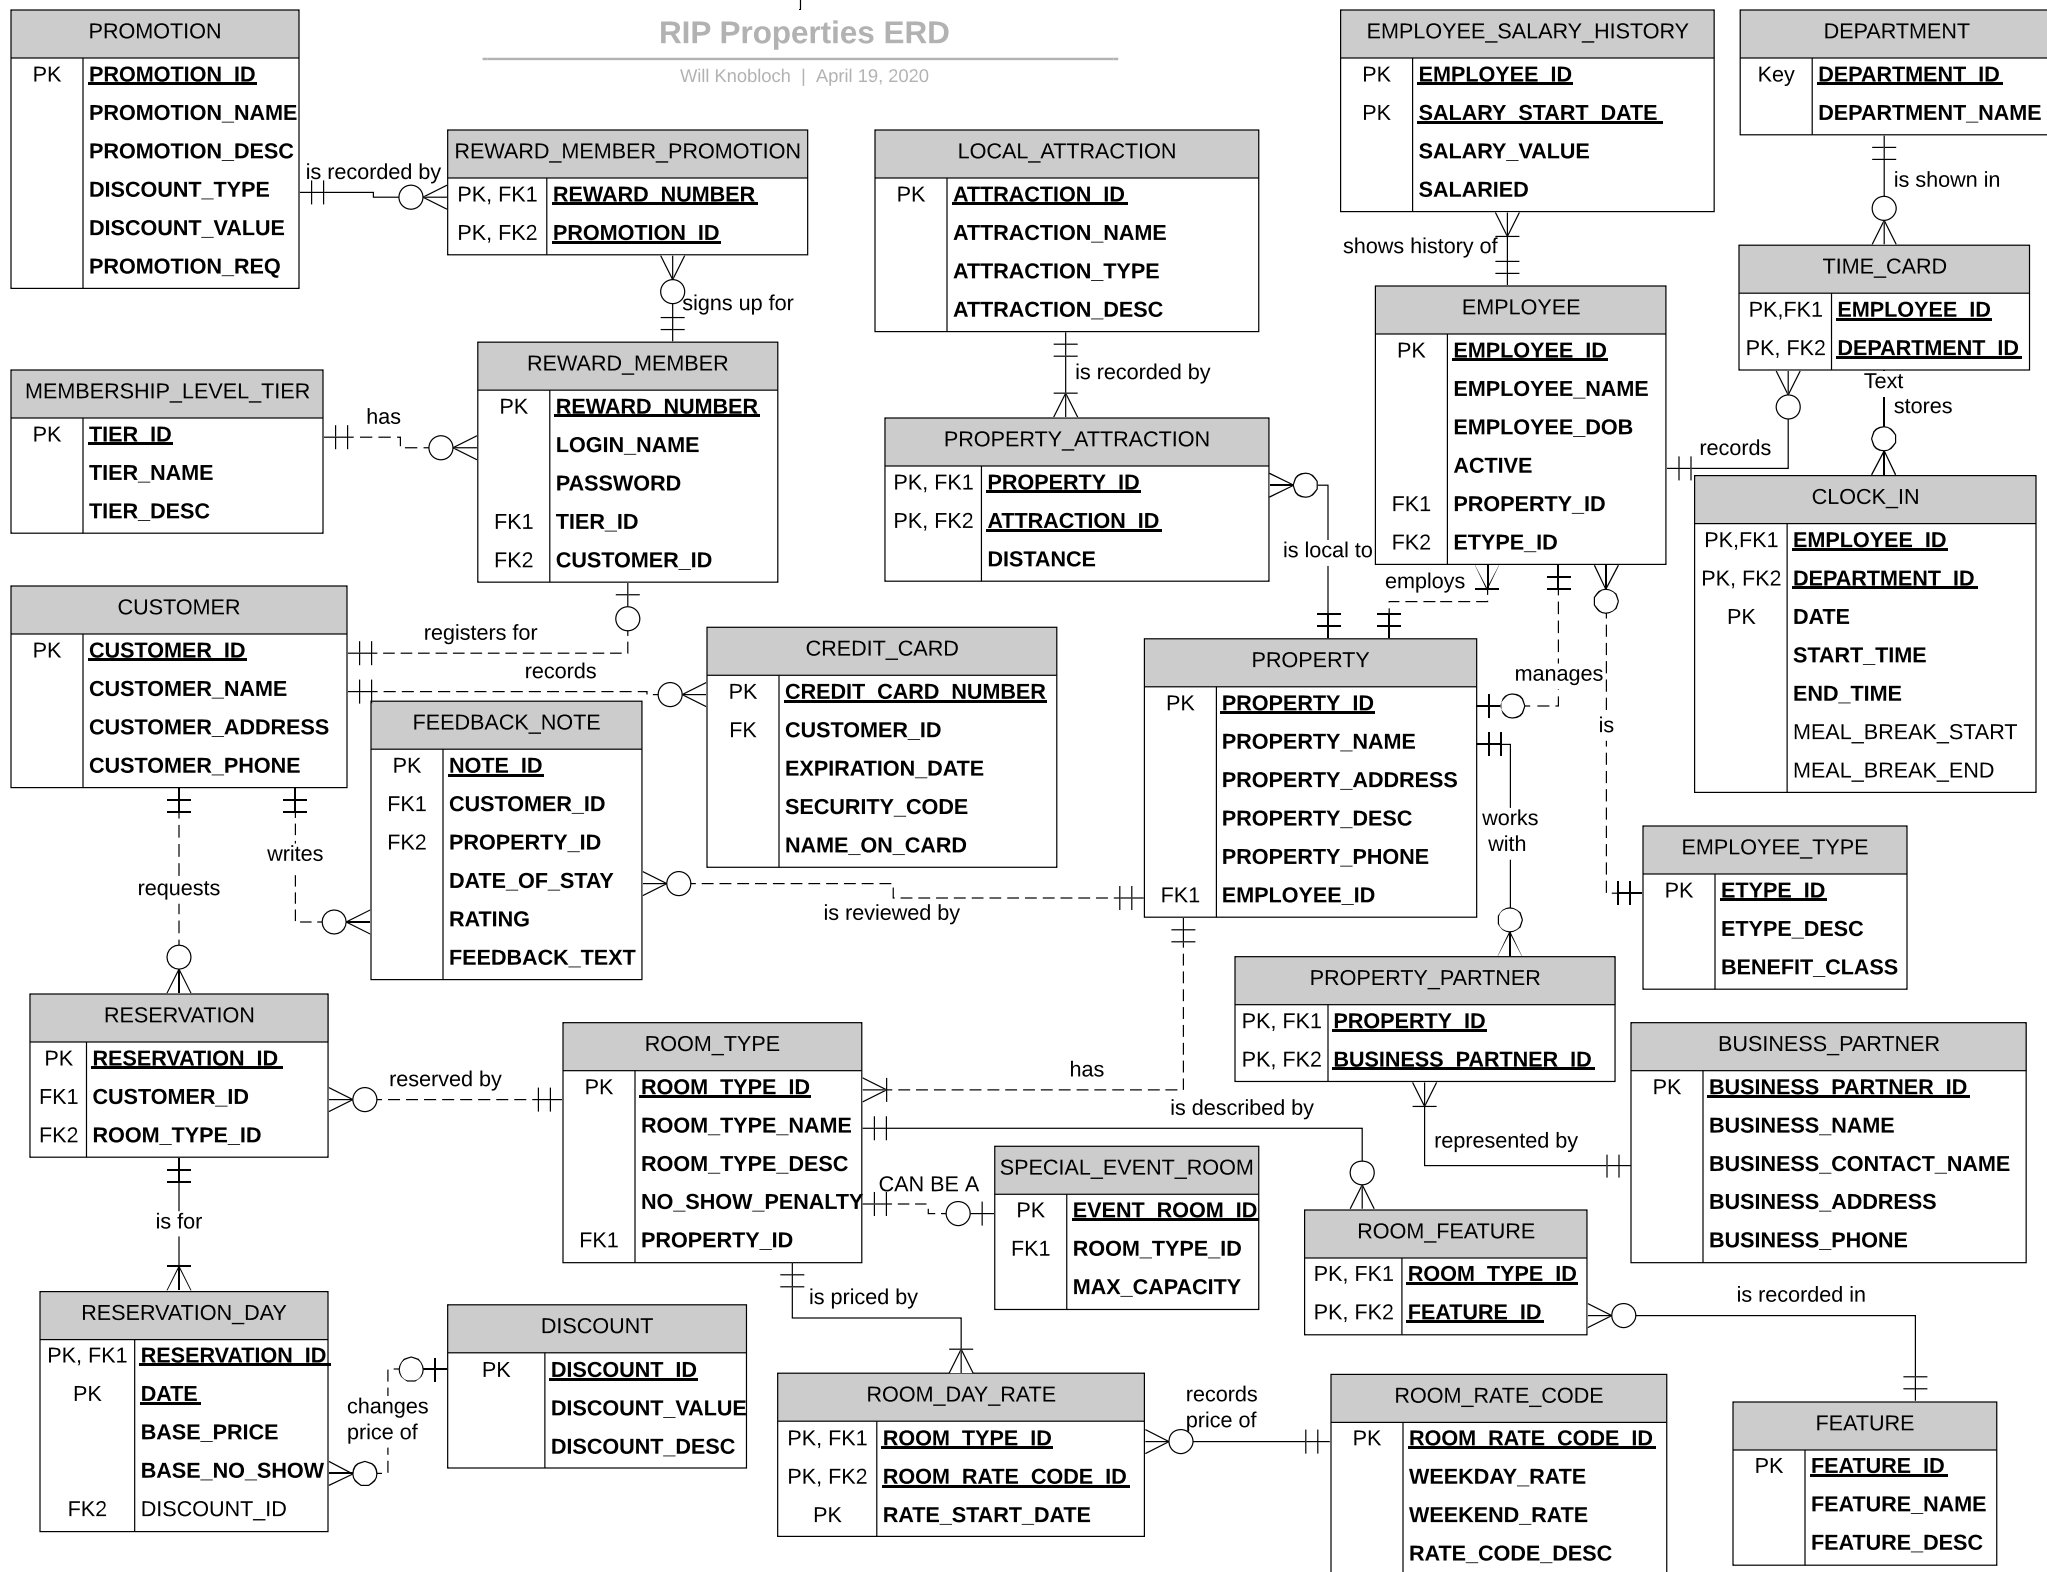 RIP Properties ERD
Will Knobloch | April 19, 2020
PROMOTION
PK PROMOTION_ID
PROMOTION_NAME
PROMOTION_DESC
DISCOUNT_TYPE
DISCOUNT_VALUE
PROMOTION_REQ
is recorded by
REWARD_MEMBER_PROMOTION
PK, FK1 REWARD_NUMBER
PK, FK2 PROMOTION_ID
signs up for
LOCAL_ATTRACTION
PK ATTRACTION_ID
ATTRACTION_NAME
ATTRACTION_TYPE
ATTRACTION_DESC
is recorded by
EMPLOYEE_SALARY_HISTORY
PK EMPLOYEE_ID
PK SALARY_START_DATE
SALARY_VALUE
SALARIED
shows history of
DEPARTMENT
Key DEPARTMENT_ID
DEPARTMENT_NAME
is shown in
TIME_CARD
PK,FK1 EMPLOYEE_ID
PK, FK2 DEPARTMENT_ID
Text
stores
records
EMPLOYEE
PK EMPLOYEE_ID
EMPLOYEE_NAME
EMPLOYEE_DOB
ACTIVE
FK1 PROPERTY_ID
FK2 ETYPE_ID
MEMBERSHIP_LEVEL_TIER
PK TIER_ID
TIER_NAME
TIER_DESC
has
REWARD_MEMBER
PK REWARD_NUMBER
LOGIN_NAME
PASSWORD
FK1 TIER_ID
FK2 CUSTOMER_ID
PROPERTY_ATTRACTION
PK, FK1 PROPERTY_ID
PK, FK2 ATTRACTION_ID
DISTANCE
is local to
employs
manages
is
CLOCK_IN
PK,FK1 EMPLOYEE_ID
PK, FK2 DEPARTMENT_ID
PK DATE
START_TIME
END_TIME
MEAL_BREAK_START
MEAL_BREAK_END
CUSTOMER
PK CUSTOMER_ID
CUSTOMER_NAME
CUSTOMER_ADDRESS
CUSTOMER_PHONE
registers for
records
writes
requests
FEEDBACK_NOTE
PK NOTE_ID
FK1 CUSTOMER_ID
FK2 PROPERTY_ID
DATE_OF_STAY
RATING
FEEDBACK_TEXT
CREDIT_CARD
PK CREDIT_CARD_NUMBER
FK CUSTOMER_ID
EXPIRATION_DATE
SECURITY_CODE
NAME_ON_CARD
is reviewed by
PROPERTY
PK PROPERTY_ID
PROPERTY_NAME
PROPERTY_ADDRESS
PROPERTY_DESC
PROPERTY_PHONE
FK1 EMPLOYEE_ID
works
with
EMPLOYEE_TYPE
PK ETYPE_ID
ETYPE_DESC
BENEFIT_CLASS
PROPERTY_PARTNER
PK, FK1 PROPERTY_ID
PK, FK2 BUSINESS_PARTNER_ID
represented by
BUSINESS_PARTNER
PK BUSINESS_PARTNER_ID
BUSINESS_NAME
BUSINESS_CONTACT_NAME
BUSINESS_ADDRESS
BUSINESS_PHONE
RESERVATION
PK RESERVATION_ID
FK1 CUSTOMER_ID
FK2 ROOM_TYPE_ID
reserved by
is for
ROOM_TYPE
PK ROOM_TYPE_ID
ROOM_TYPE_NAME
ROOM_TYPE_DESC
NO_SHOW_PENALTY
FK1 PROPERTY_ID
has
is described by
CAN BE A
is priced by
SPECIAL_EVENT_ROOM
PK EVENT_ROOM_ID
FK1 ROOM_TYPE_ID
MAX_CAPACITY
ROOM_FEATURE
PK, FK1 ROOM_TYPE_ID
PK, FK2 FEATURE_ID
is recorded in
RESERVATION_DAY
PK, FK1 RESERVATION_ID
PK DATE
BASE_PRICE
BASE_NO_SHOW
FK2 DISCOUNT_ID
changes
price of
DISCOUNT
PK DISCOUNT_ID
DISCOUNT_VALUE
DISCOUNT_DESC
ROOM_DAY_RATE
PK, FK1 ROOM_TYPE_ID
PK, FK2 ROOM_RATE_CODE_ID
PK RATE_START_DATE
records
price of
ROOM_RATE_CODE
PK ROOM_RATE_CODE_ID
WEEKDAY_RATE
WEEKEND_RATE
RATE_CODE_DESC
FEATURE
PK FEATURE_ID
FEATURE_NAME
FEATURE_DESC